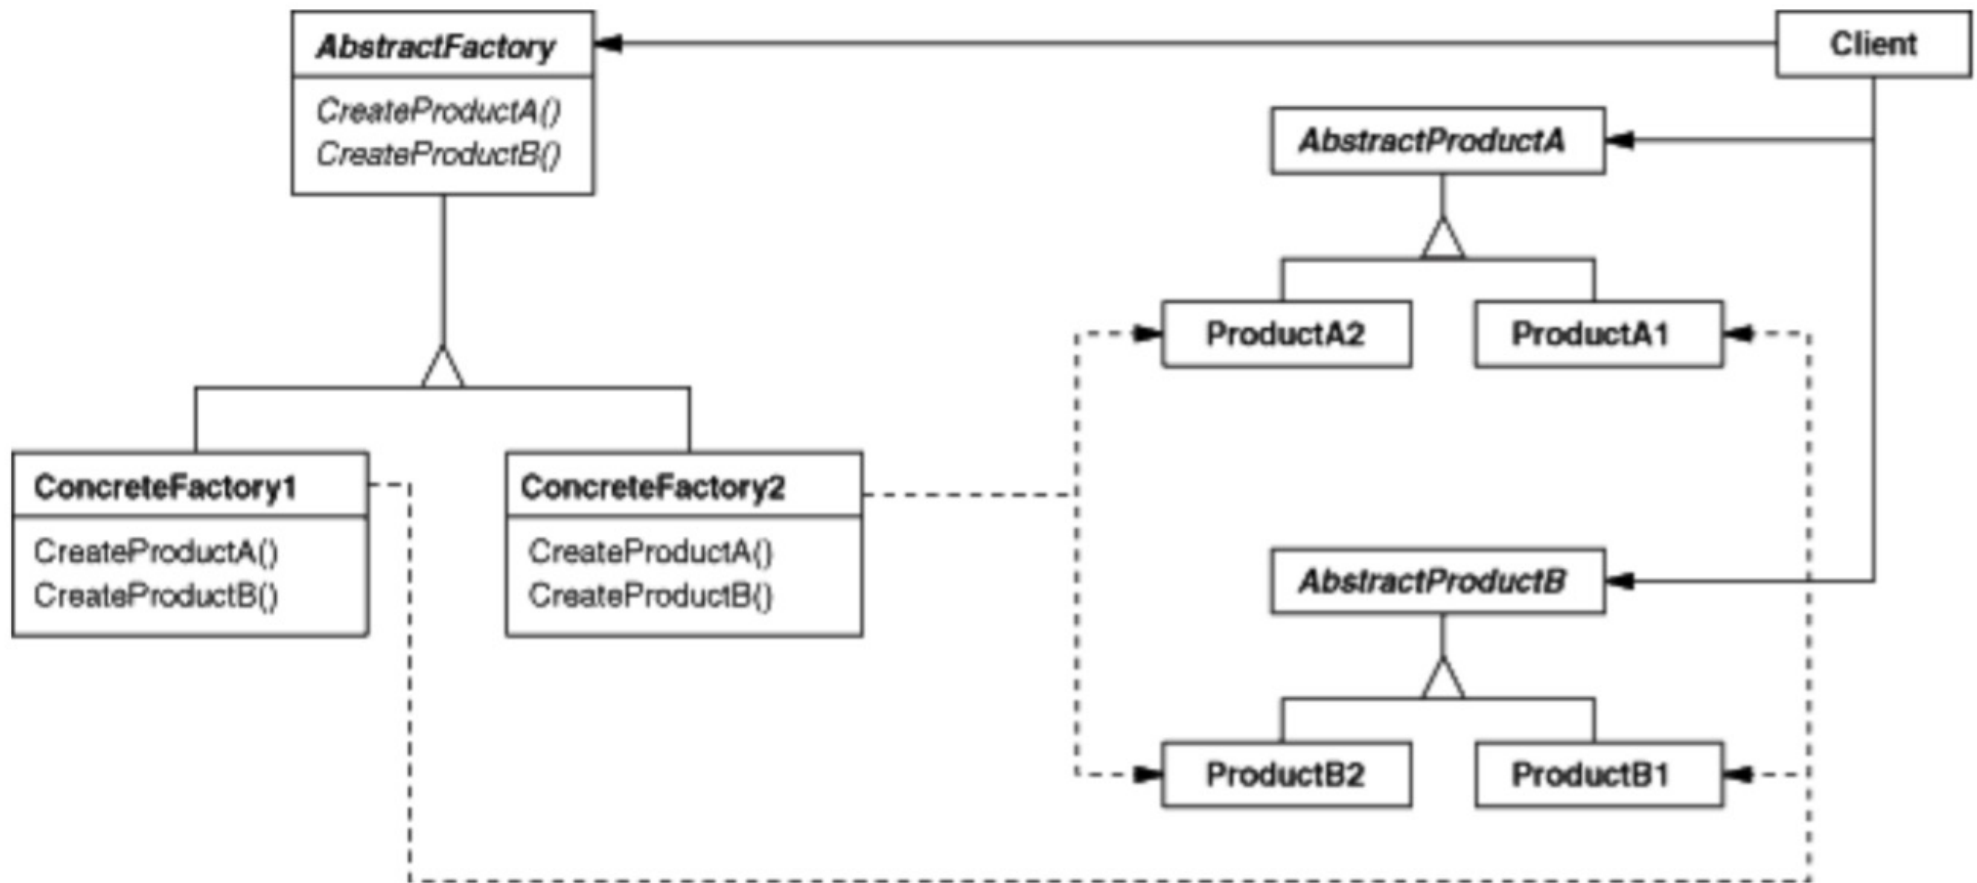 AbstractFactory
CreateProductA()
CreateProductB()
Client
AbstractProductA
ProductA2
ProductA1
ConcreteFactory1
CreateProductA()
CreateProductB()
ConcreteFactory2
CreateProductA()
CreateProductB()
AbstractProductB
ProductB2
ProductB1